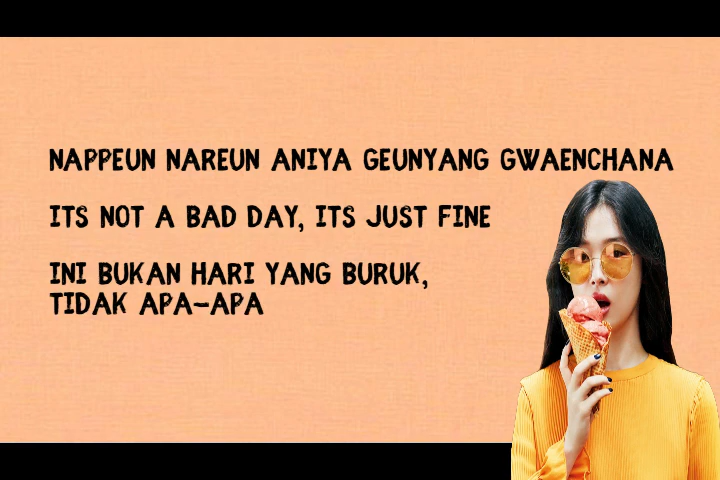 NAPPEUN NAREUN ANIYA GEUNYANG GWAENCHANA
ITS NOT A BAD DAY, ITS JUST FINE
INI BUKAN HARI YANG BURUK,
TIDAK APA-APA